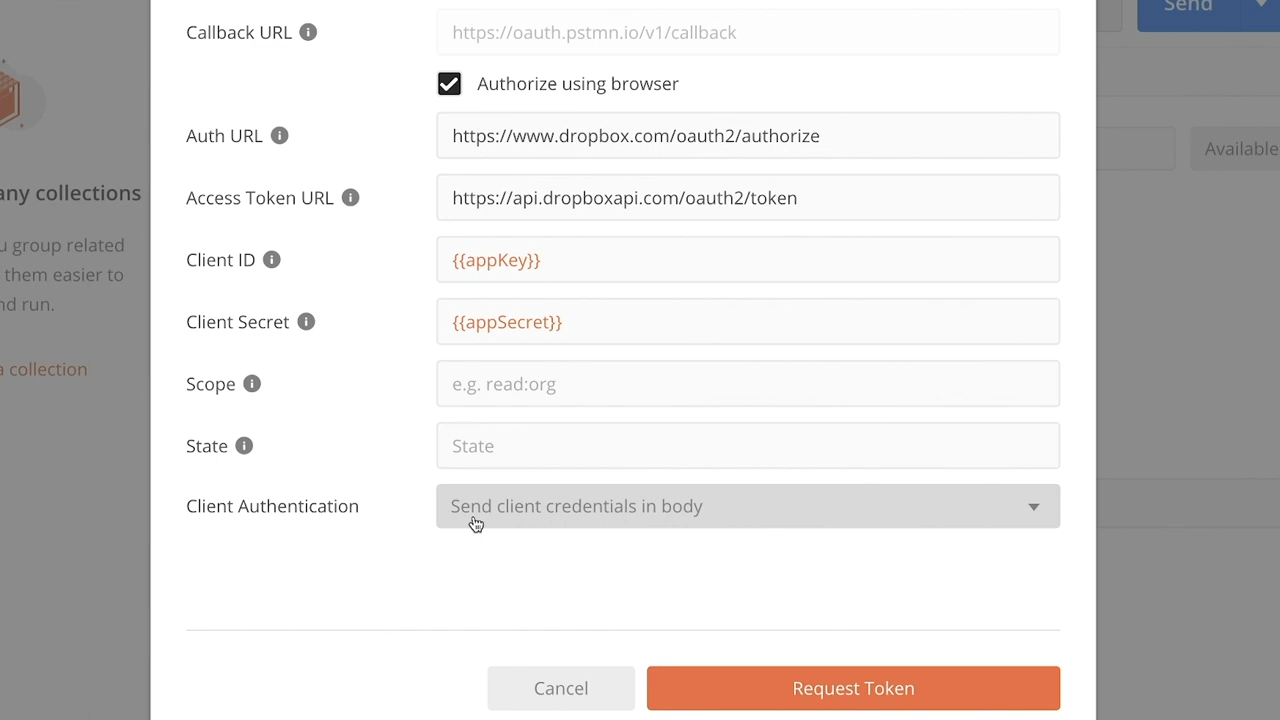 Send
Callback URL
https://oauth.pstmn.io/v1/callback
Authorize using browser
Auth URL
https://www.dropbox.com/oauth2/authorize
Available
any collections
Access Token URL
https://api.dropboxapi.com/oauth2/token
u group related
Client ID
{{appKey}}
them easier to
nd run.
Client Secret
{{appSecret}}
a collection
Scope
e.g. read:org
State
State
Client Authentication
Send client credentials in body
Cancel
Request Token